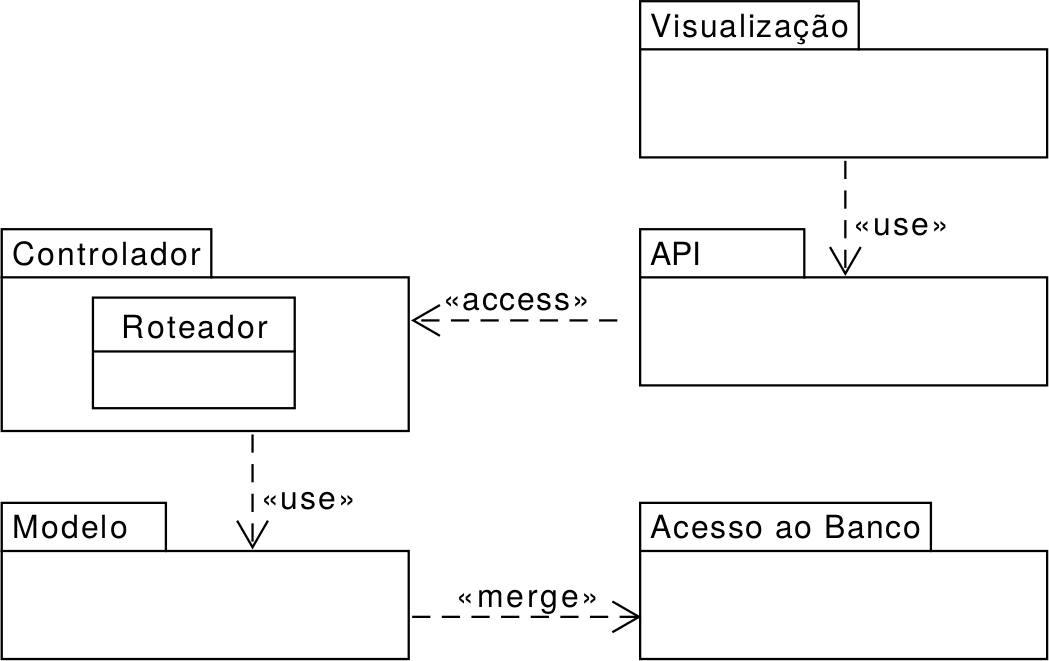 Visualização
«use»
Controlador
API
«access»
Roteador
«use»
Modelo
Acesso ao Banco
«merge»